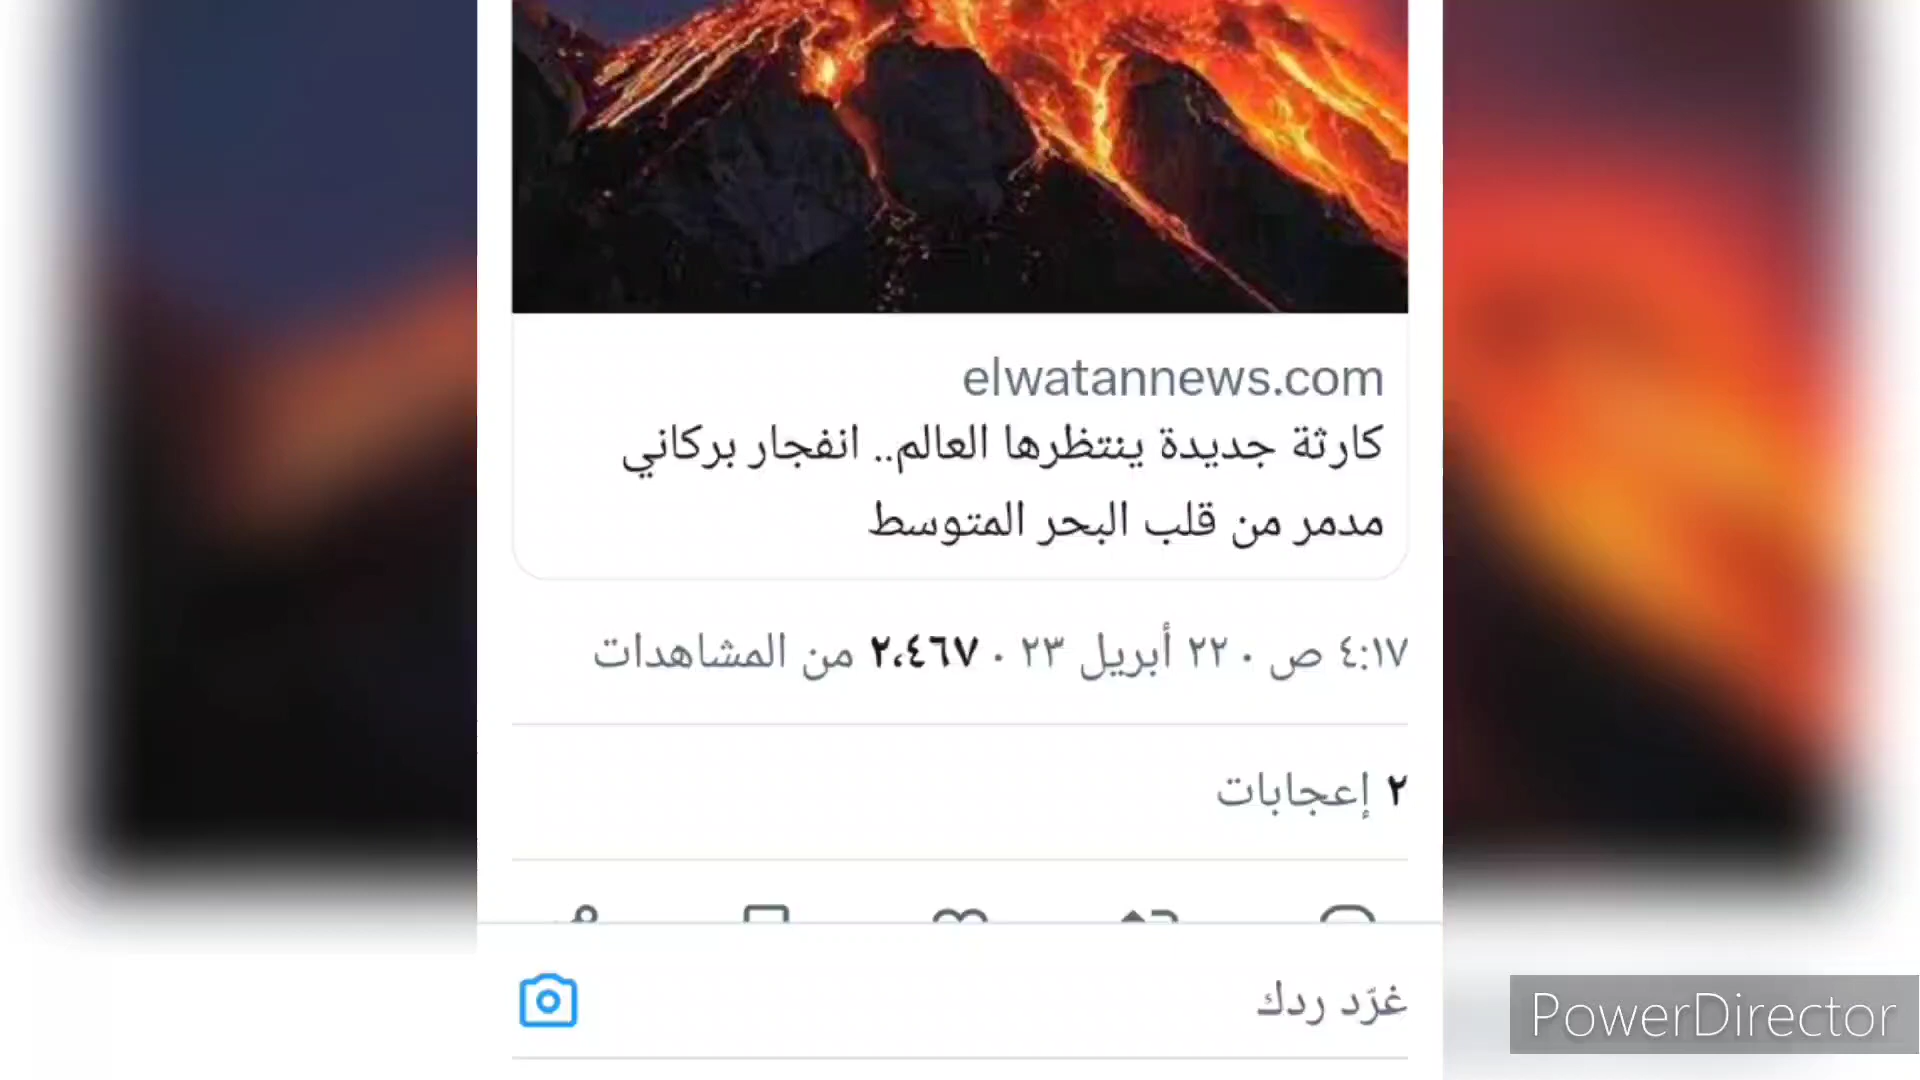 elwatannews.com
كارثة جديدة ينتظرها العالم.. انفجار بركاني
مدمر من قلب البحر المتوسط
٤:١٧ ص · ٢٢ أبريل ٢٣ · ٢،٤٦٧ من المشاهدات
٢ إعجابات
غرّد ردك
PowerDirector